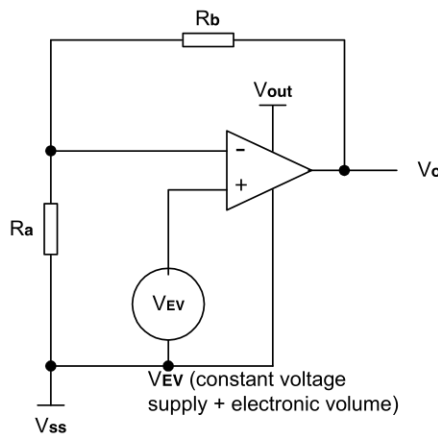 Rb
Vout
−
+
Ra
VEV
VEV (constant voltage
supply + electronic volume)
Vss